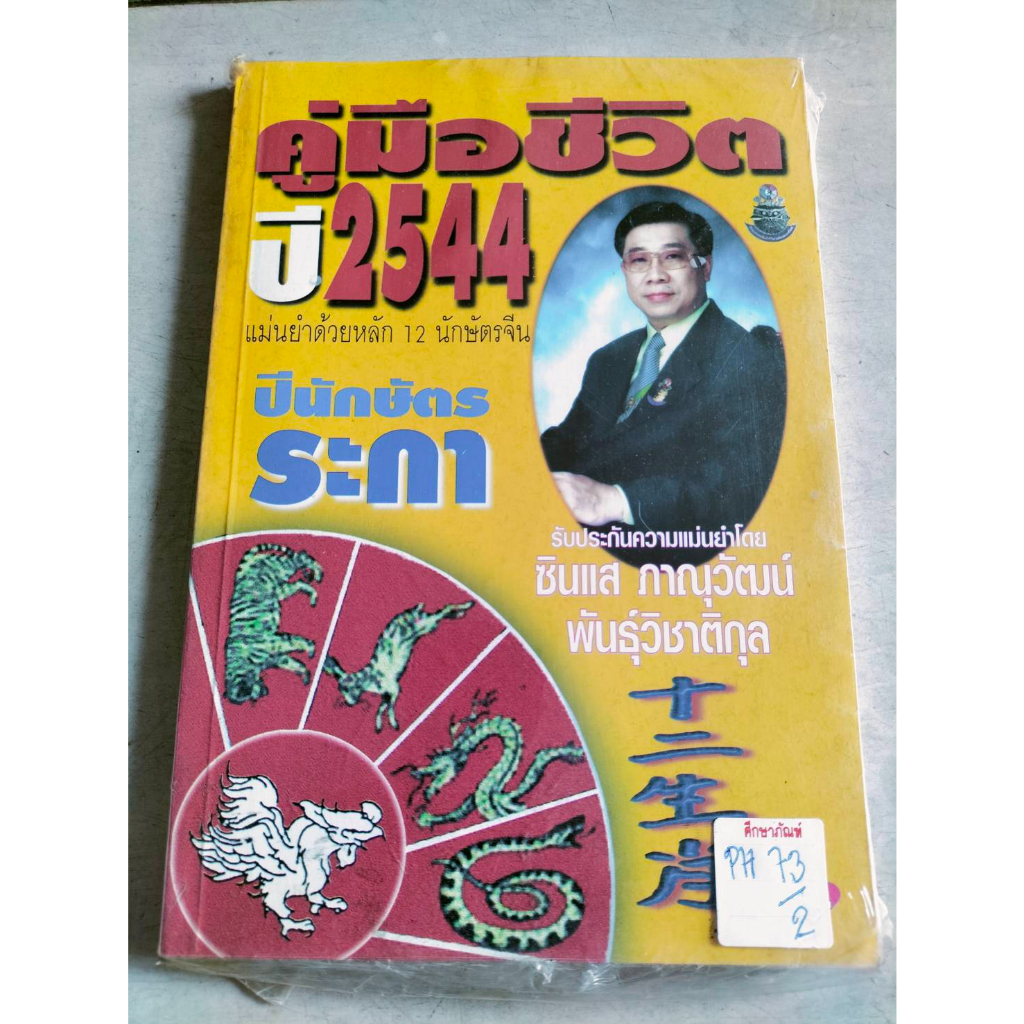 คู่มือชีวิต
ปี 2544
แม่นยำด้วยหลัก 12 นักษัตรจีน
ปีนักษัตร
ระกา
รับประกันความแม่นยำโดย
ซินแส ภาณุวัฒน์
พันธุ์วิชาติกุล
十二生肖
ศึกษาภัณฑ์
PH 73/2